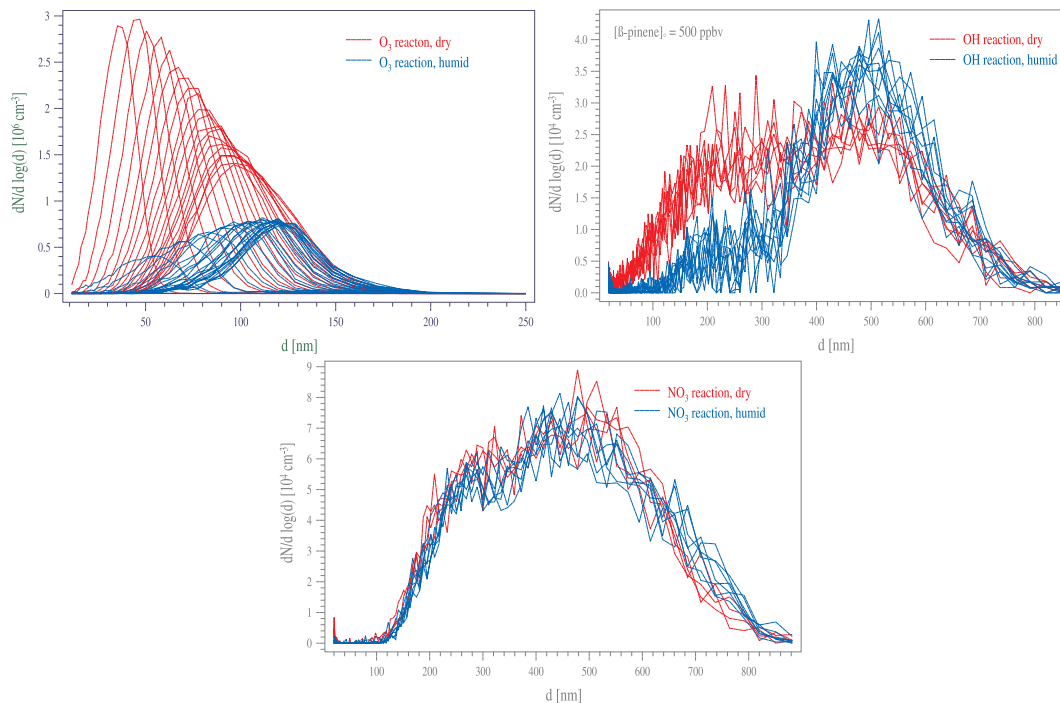 3
2.5
2
1.5
1
0.5
0
dN/d log(d) [10⁶ cm⁻³]
O₃ reacton, dry
O₃ reaction, humid
50 100 150 200 250
d [nm]
4.0
3.5
3.0
2.5
2.0
1.5
1.0
0.5
0.0
dN/d log(d) [10⁴ cm⁻³]
[ß-pinene]₀ = 500 ppbv
OH reaction, dry
OH reaction, humid
100 200 300 400 500 600 700 800
d [nm]
9
8
7
6
5
4
3
2
1
0
dN/d log(d) [10⁴ cm⁻³]
NO₃ reaction, dry
NO₃ reaction, humid
100 200 300 400 500 600 700 800
d [nm]